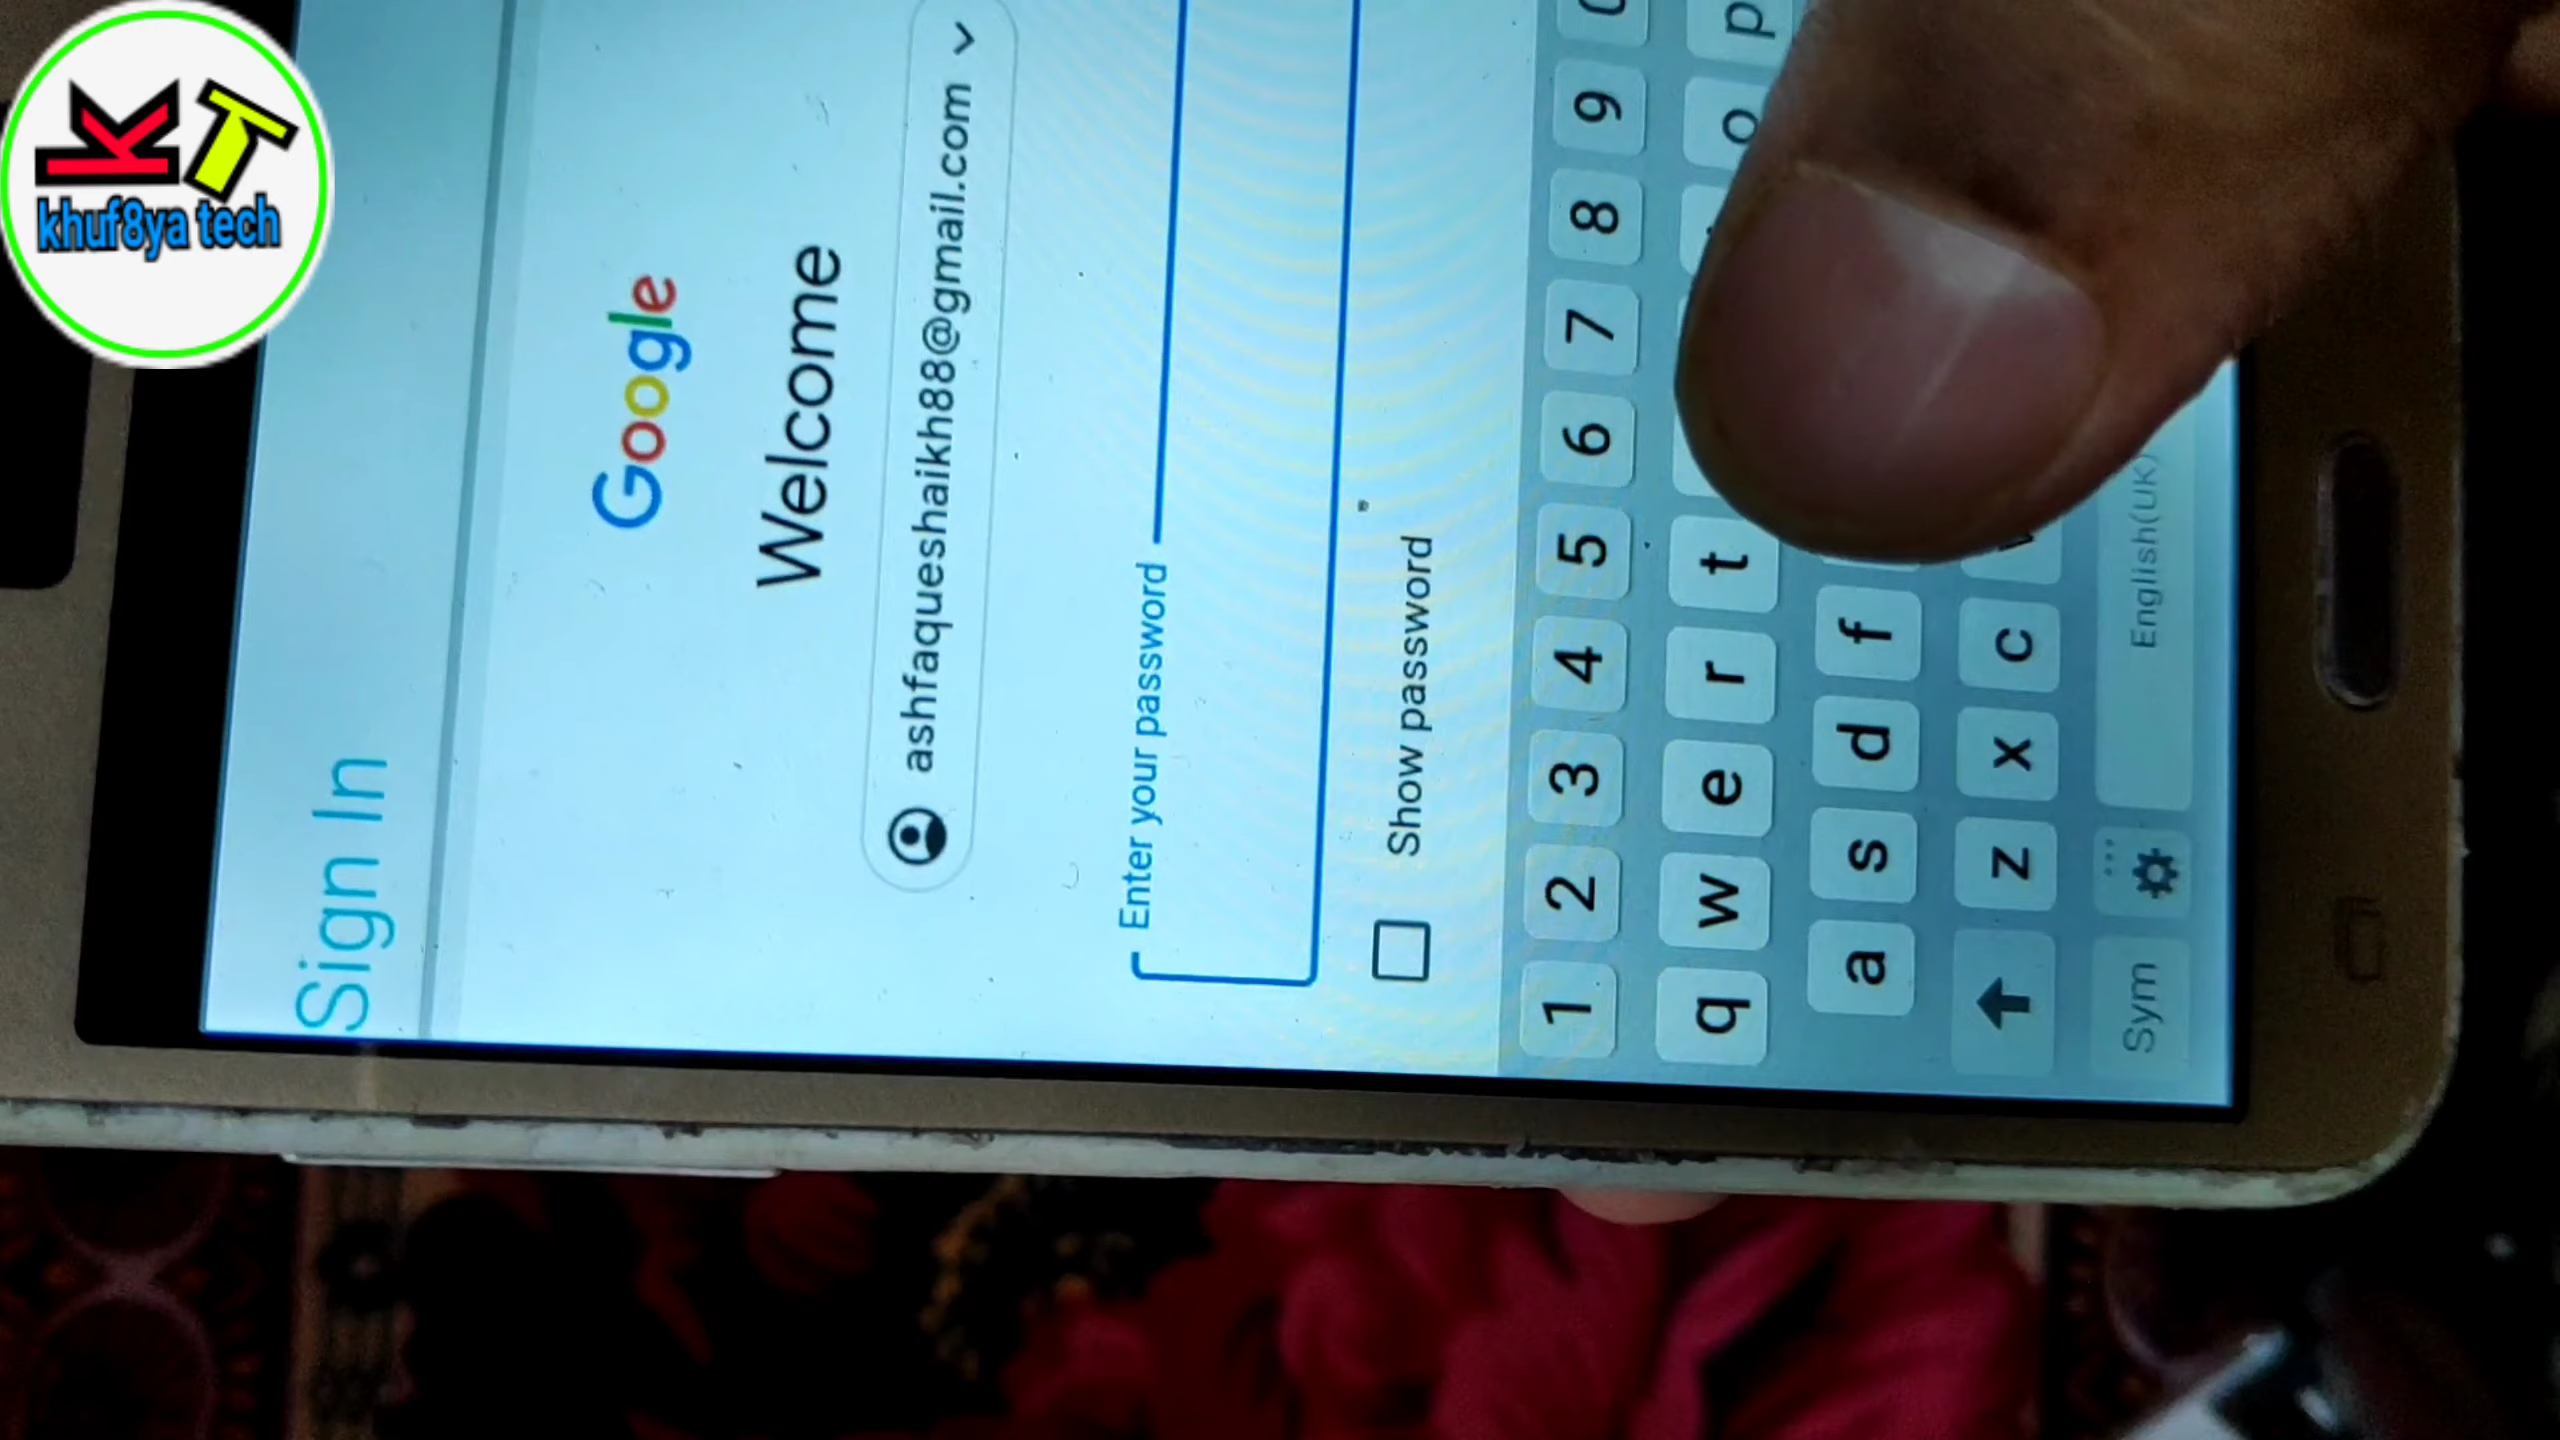 KT
khuf8ya tech
Sign In
Google
Welcome
ashfaqueshaikh88@gmail.com
Enter your password
Show password
1 2 3 4 5 6 7 8 9 0
q w e r t o p
a s d f
z x c
Sym English(UK)